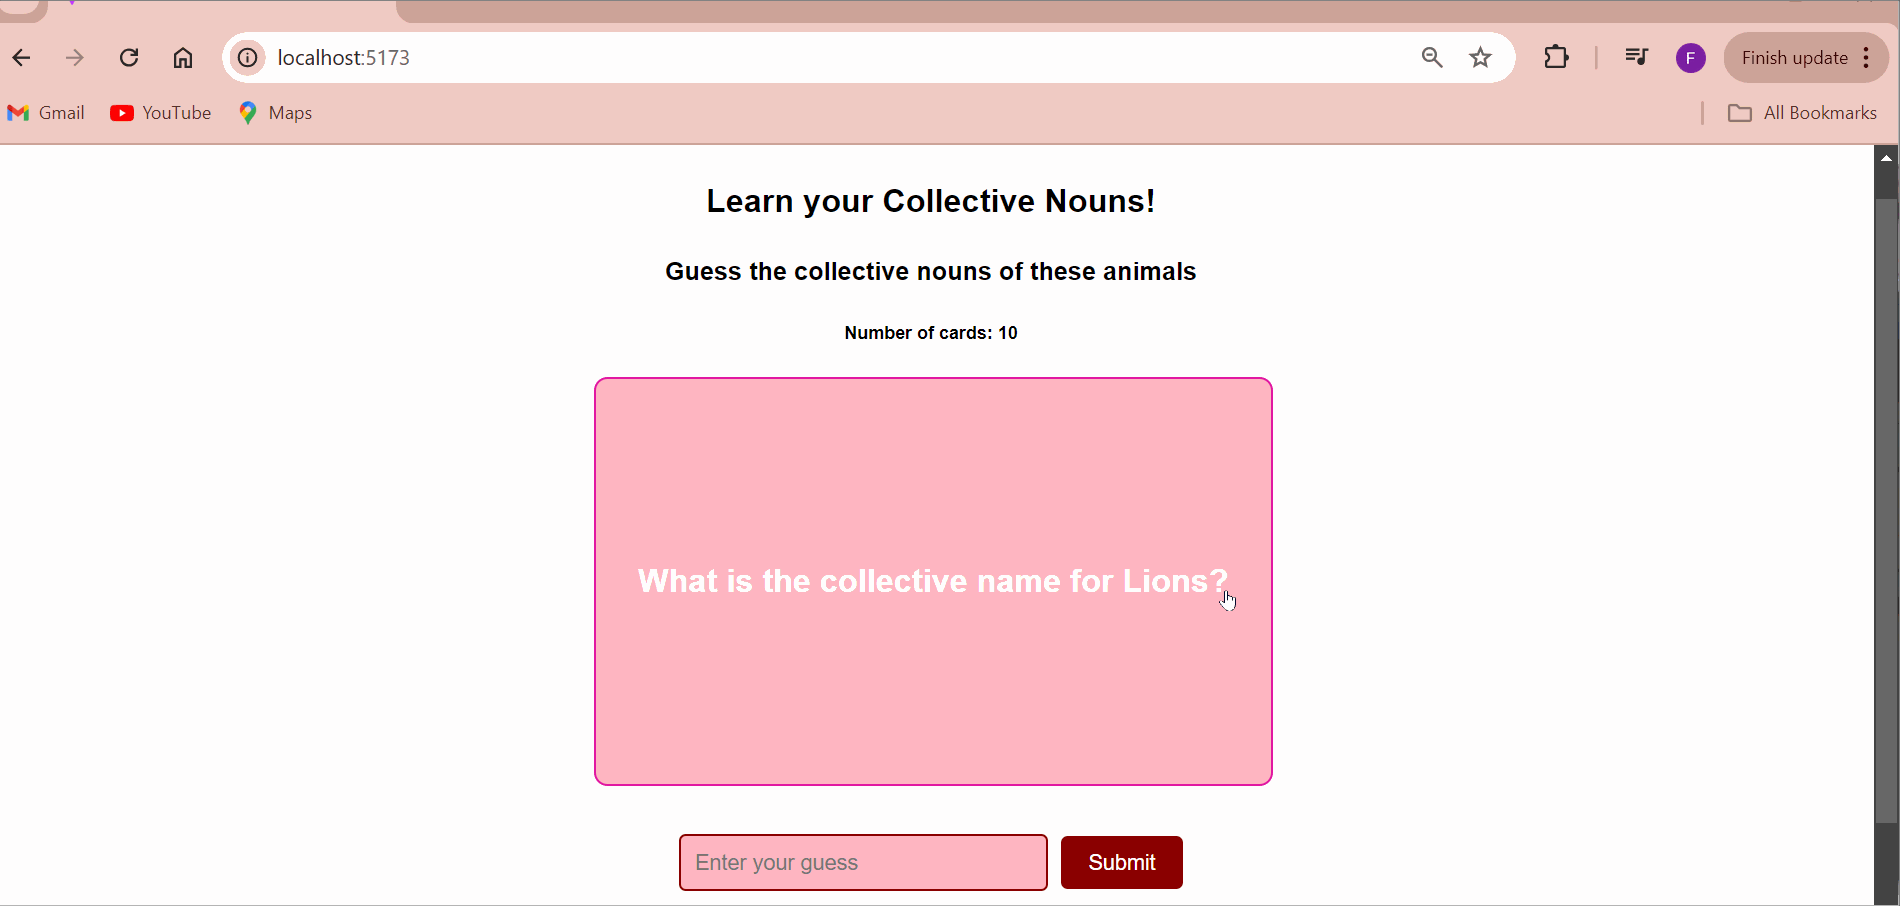 localhost:5173
F
Finish update
Gmail
YouTube
Maps
All Bookmarks
Learn your Collective Nouns!
Guess the collective nouns of these animals
Number of cards: 10
What is the collective name for Lions?
Enter your guess
Submit